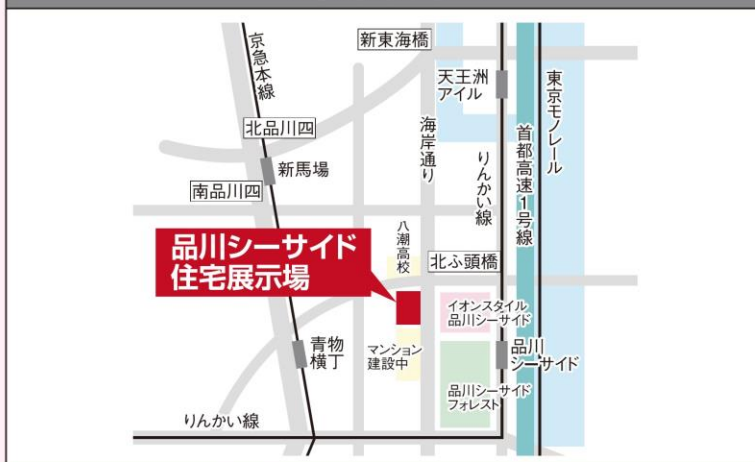 京急本線
新東海橋
天王洲
アイル
東京モノレール
海岸通り
首都高速1号線
りんかい線
北品川四
新馬場
南品川四
八潮高校
北ふ頭橋
品川シーサイド
住宅展示場
イオンスタイル
品川シーサイド
青物
横丁
マンション
建設中
品川
シーサイド
品川シーサイド
フォレスト
りんかい線